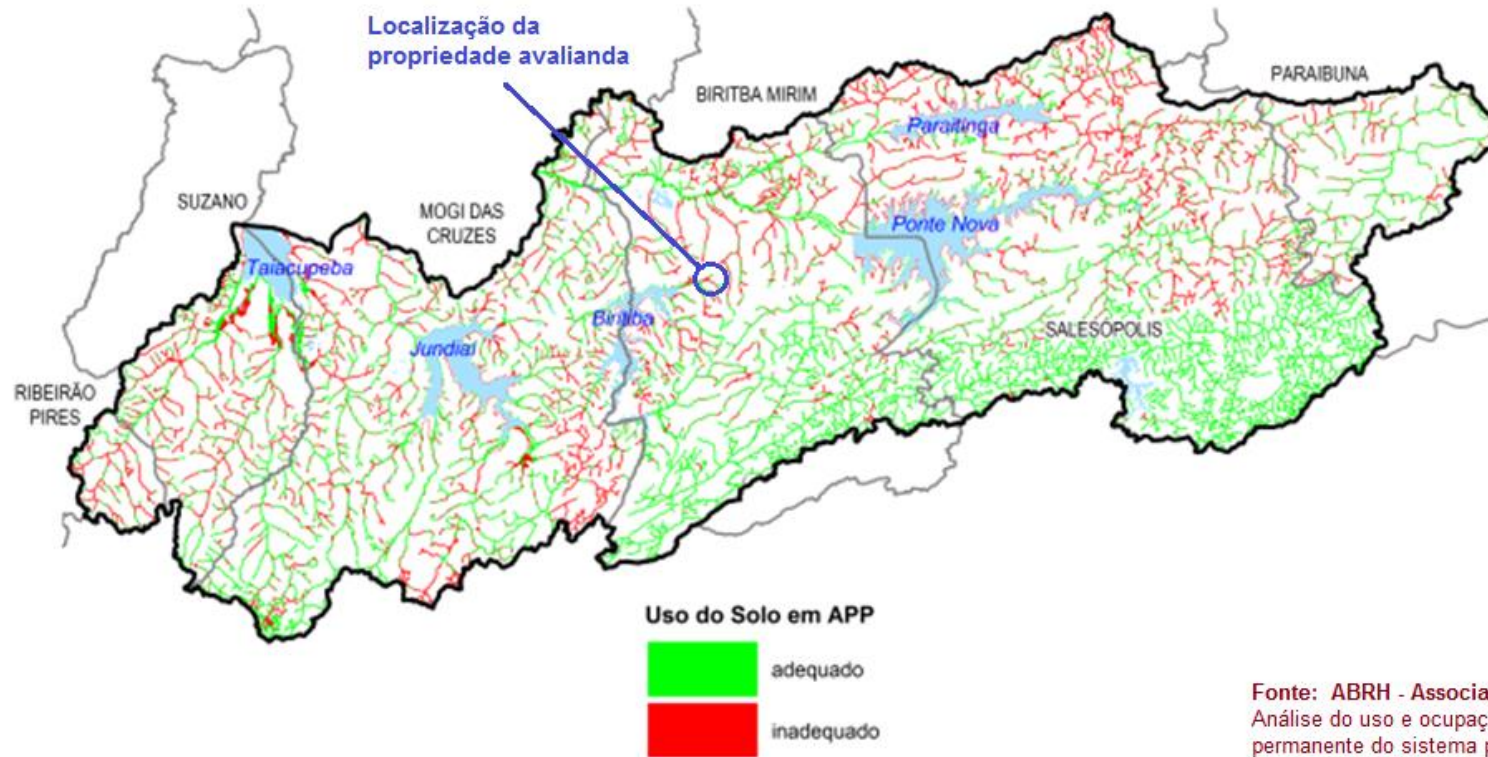 Localização da
propriedade avalianda
BIRITBA MIRIM
PARAIBUNA
Paraitinga
SUZANO
MOGI DAS
CRUZES
Ponte Nova
Taiacupeba
Biritiba
SALESÓPOLIS
Jundiaí
RIBEIRÃO
PIRES
Uso do Solo em APP
adequado
inadequado
Fonte: ABRH - Associa
Análise do uso e ocupaç
permanente do sistema p